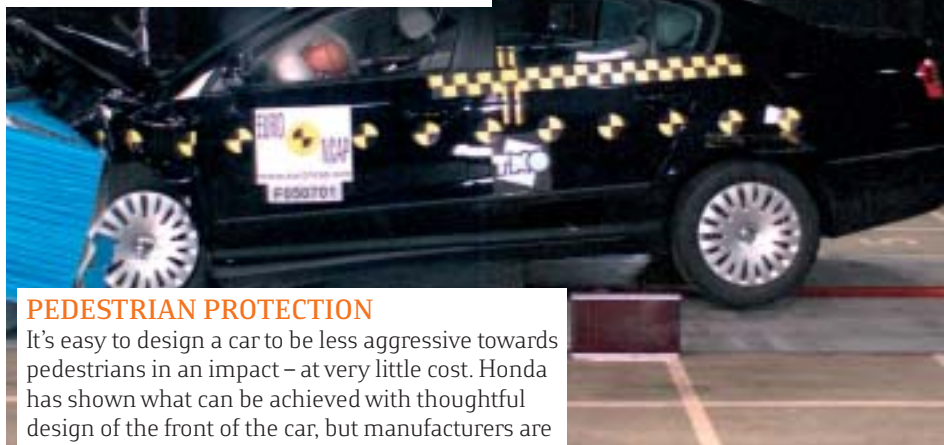 EURO
NCAP
PEDESTRIAN PROTECTION
It's easy to design a car to be less aggressive towards
pedestrians in an impact – at very little cost. Honda
has shown what can be achieved with thoughtful
design of the front of the car, but manufacturers are